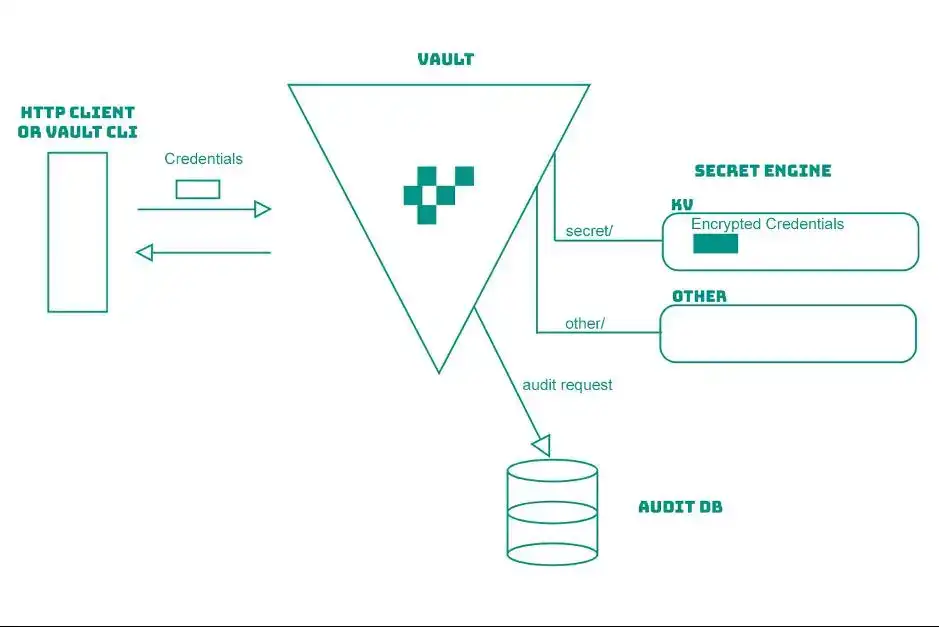 VAULT
HTTP CLIENT
OR VAULT CLI
Credentials
SECRET ENGINE
KV
Encrypted Credentials
secret/
OTHER
other/
audit request
AUDIT DB